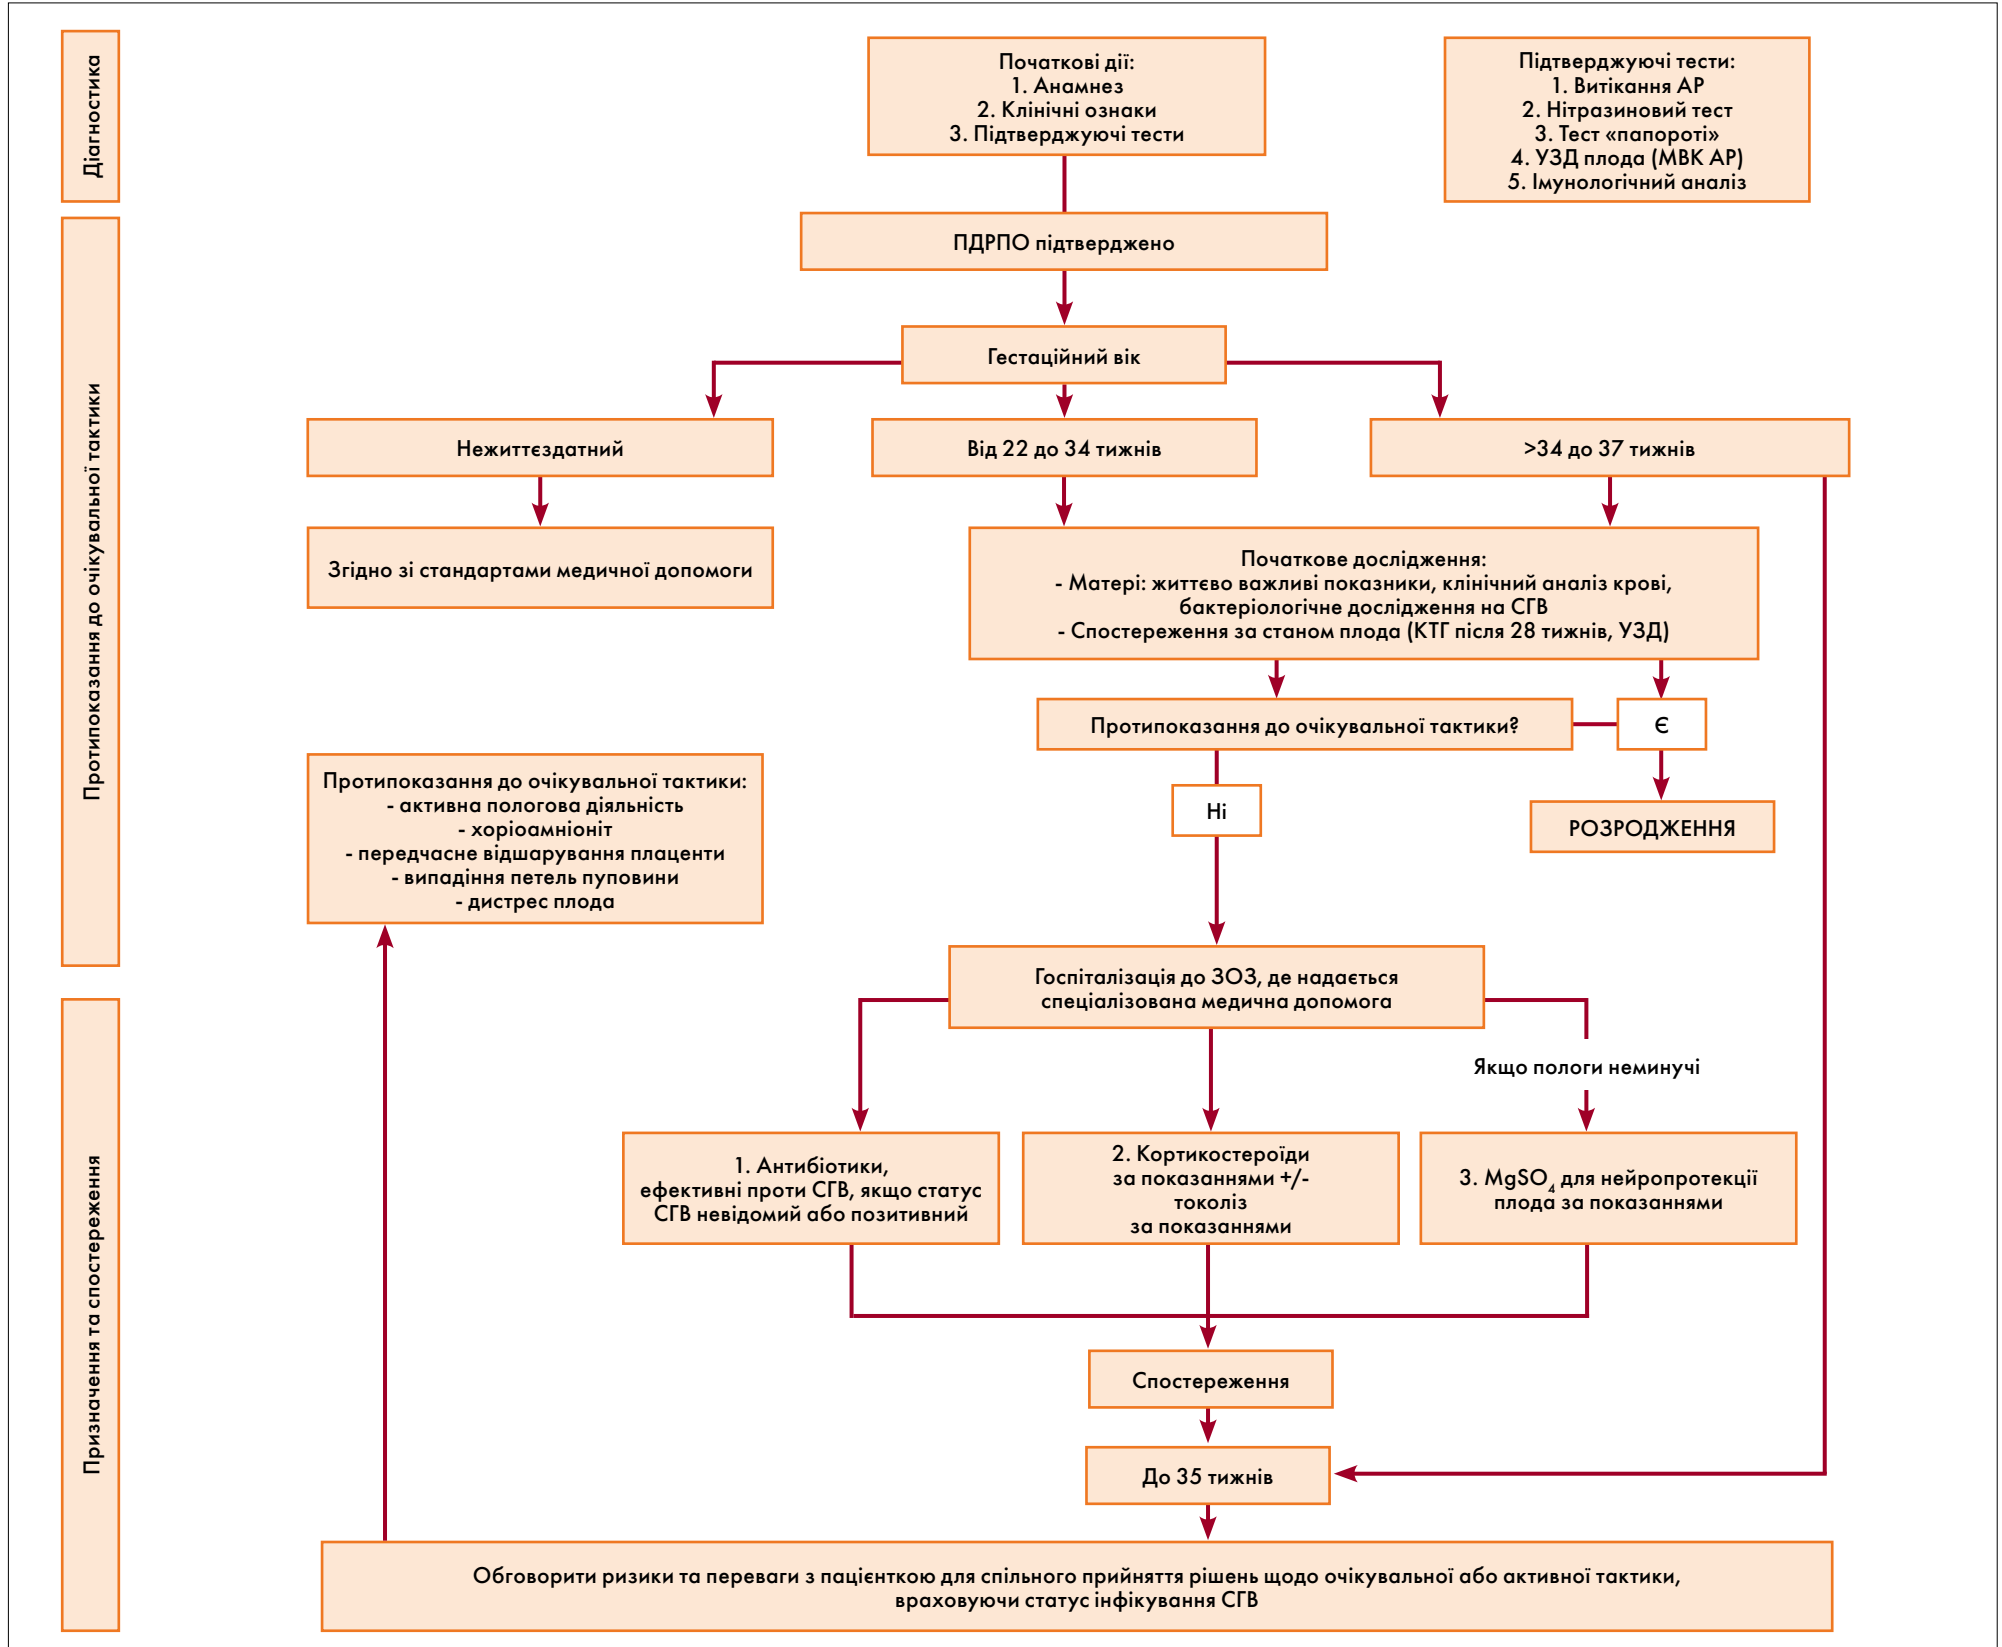 Діагностика
Початкові дії:
1. Анамнез
2. Клінічні ознаки
3. Підтверджуючі тести
Підтверджуючі тести:
1. Витікання АР
2. Нітразиновий тест
3. Тест «папороті»
4. УЗД плода (МВК АР)
5. Імунологічний аналіз
Протипоказання до очікувальної тактики
ПДРПО підтверджено
Гестаційний вік
Нежиттєздатний
Від 22 до 34 тижнів
>34 до 37 тижнів
Згідно зі стандартами медичної допомоги
Початкове дослідження:
- Матері: життєво важливі показники, клінічний аналіз крові,
бактеріологічне дослідження на СГВ
- Спостереження за станом плода (КТГ після 28 тижнів, УЗД)
Протипоказання до очікувальної тактики?
Є
Протипоказання до очікувальної тактики:
- активна пологова діяльність
- хоріоамніоніт
- передчасне відшарування плаценти
- випадіння петель пуповини
- дистрес плода
Ні
РОЗРОДЖЕННЯ
Госпіталізація до ЗОЗ, де надається
спеціалізована медична допомога
Призначення та спостереження
Якщо пологи неминучі
1. Антибіотики,
ефективні проти СГВ, якщо статус
СГВ невідомий або позитивний
2. Кортикостероїди
за показаннями +/-
токоліз
за показаннями
3. MgSO₄ для нейропротекції
плода за показаннями
Спостереження
До 35 тижнів
Обговорити ризики та переваги з пацієнткою для спільного прийняття рішень щодо очікувальної або активної тактики,
враховуючи статус інфікування СГВ